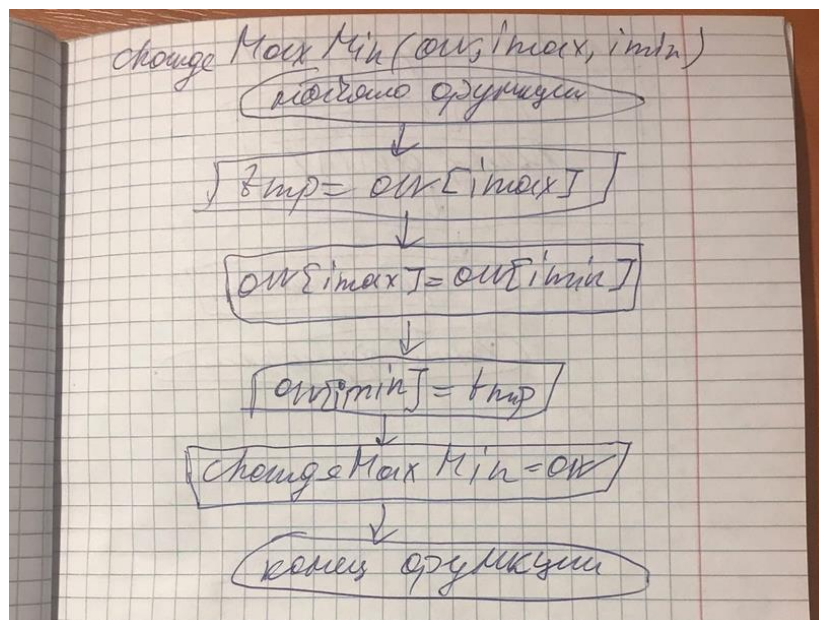 changeMaxMin(arr, imax, imin)
начало функции
tmp = arr[imax]
arr[imax] = arr[imin]
arr[imin] = tmp
changeMaxMin = arr
конец функции